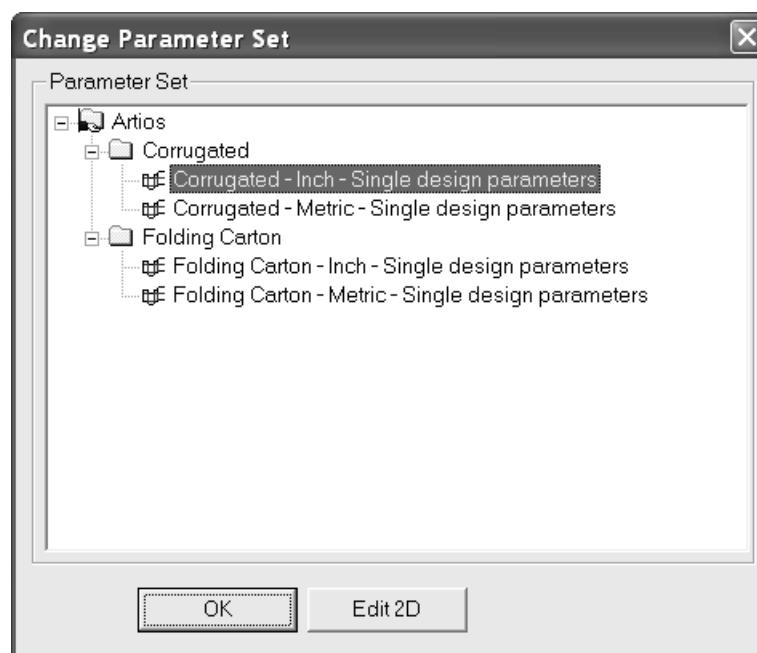 Change Parameter Set
Parameter Set
Artios
Corrugated
Corrugated - Inch - Single design parameters
Corrugated - Metric - Single design parameters
Folding Carton
Folding Carton - Inch - Single design parameters
Folding Carton - Metric - Single design parameters
OK Edit 2D